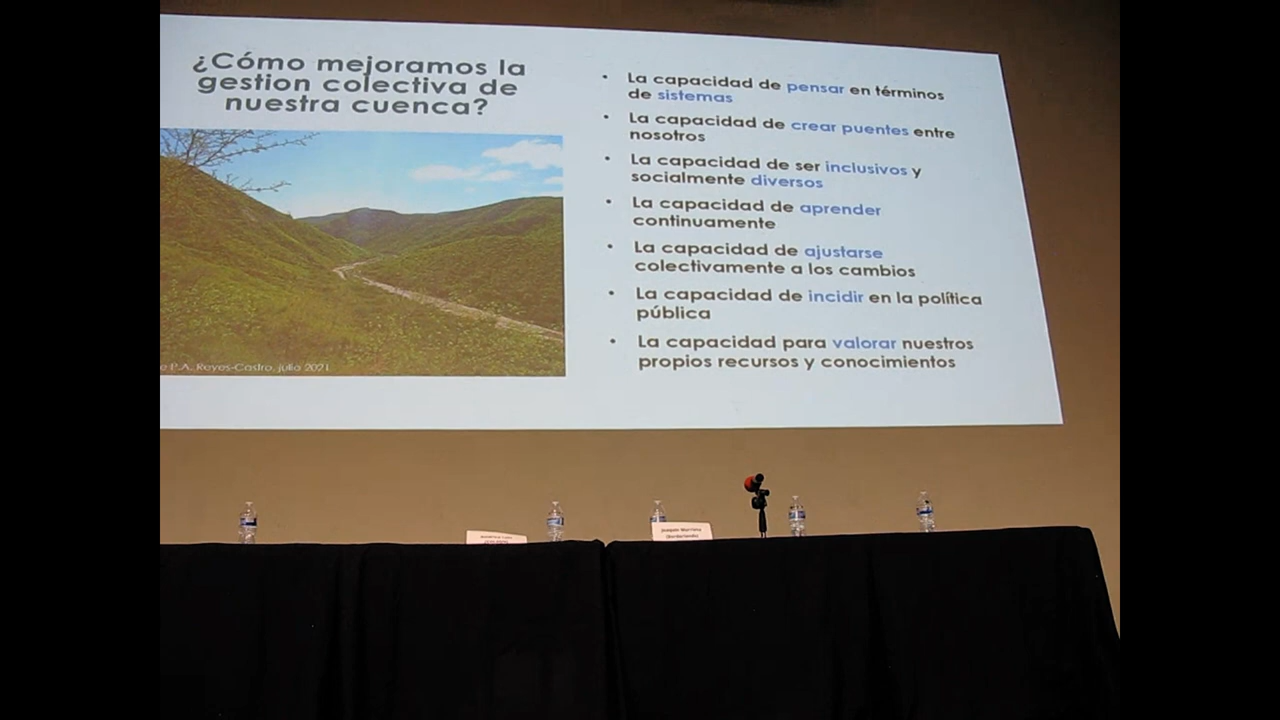 ¿Cómo mejoramos la
gestion colectiva de
nuestra cuenca?
P.A. Reyes-Castro, julio 2021
• La capacidad de pensar en términos
de sistemas
• La capacidad de crear puentes entre
nosotros
• La capacidad de ser inclusivos y
socialmente diversos
• La capacidad de aprender
continuamente
• La capacidad de ajustarse
colectivamente a los cambios
• La capacidad de incidir en la política
pública
• La capacidad para valorar nuestros
propios recursos y conocimientos
Joaquin
(Borderlands)